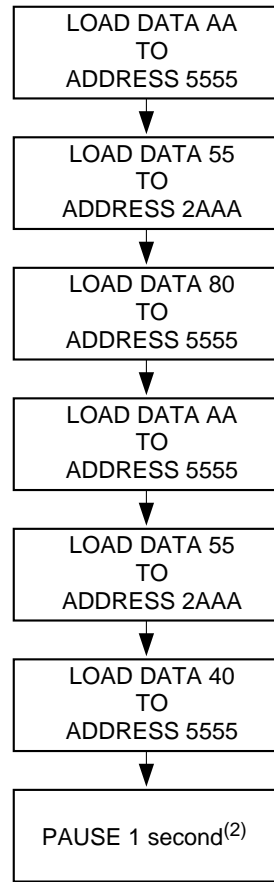 LOAD DATA AA
TO
ADDRESS 5555
LOAD DATA 55
TO
ADDRESS 2AAA
LOAD DATA 80
TO
ADDRESS 5555
LOAD DATA AA
TO
ADDRESS 5555
LOAD DATA 55
TO
ADDRESS 2AAA
LOAD DATA 40
TO
ADDRESS 5555
PAUSE 1 second(2)